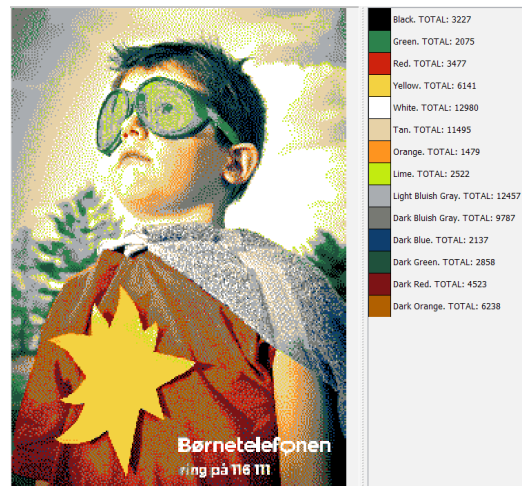 Black. TOTAL: 3227
Green. TOTAL: 2075
Red. TOTAL: 3477
Yellow. TOTAL: 6141
White. TOTAL: 12980
Tan. TOTAL: 11495
Orange. TOTAL: 1479
Lime. TOTAL: 2522
Light Bluish Gray. TOTAL: 12457
Dark Bluish Gray. TOTAL: 9787
Dark Blue. TOTAL: 2137
Dark Green. TOTAL: 2858
Dark Red. TOTAL: 4523
Dark Orange. TOTAL: 6238
Børnetelefonen
ring på 116 111